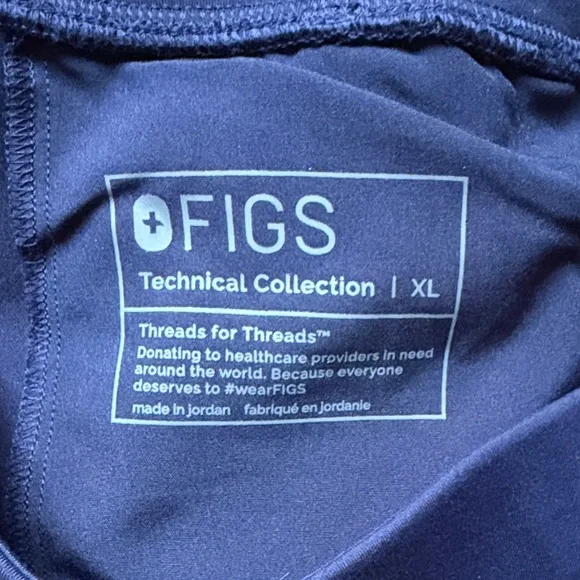 FIGS
Technical Collection | XL
Threads for Threads™
Donating to healthcare providers in need
around the world. Because everyone
deserves to #wearFIGS
made in jordan fabriqué en jordanie